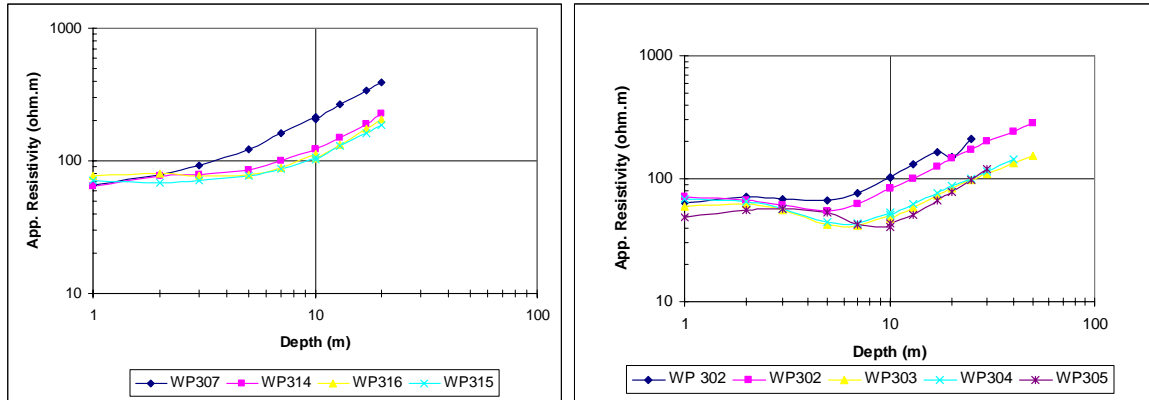 1000
100
10
App. Resistivity (ohm.m)
1 10 100
Depth (m)
WP307 WP314 WP316 WP315
1000
100
10
App. Resistivity (ohm.m)
1 10 100
Depth (m)
WP 302 WP302 WP303 WP304 WP305